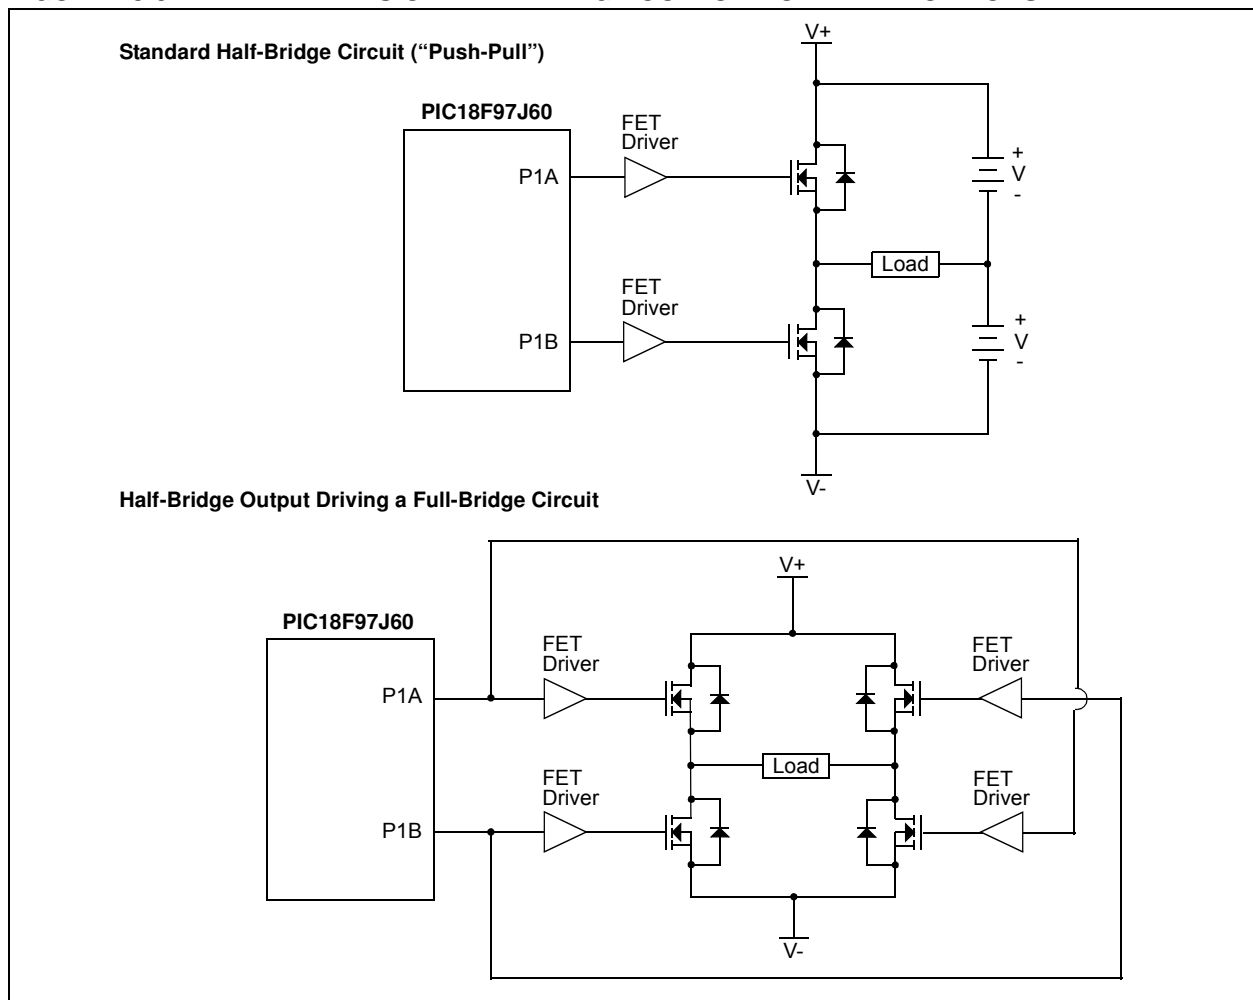 Standard Half-Bridge Circuit (“Push-Pull”)
V+
PIC18F97J60
FET
Driver
P1A
+
V
-
Load
FET
Driver
P1B
+
V
-
V-
Half-Bridge Output Driving a Full-Bridge Circuit
V+
PIC18F97J60
FET
Driver
FET
Driver
P1A
Load
FET
Driver
FET
Driver
P1B
V-